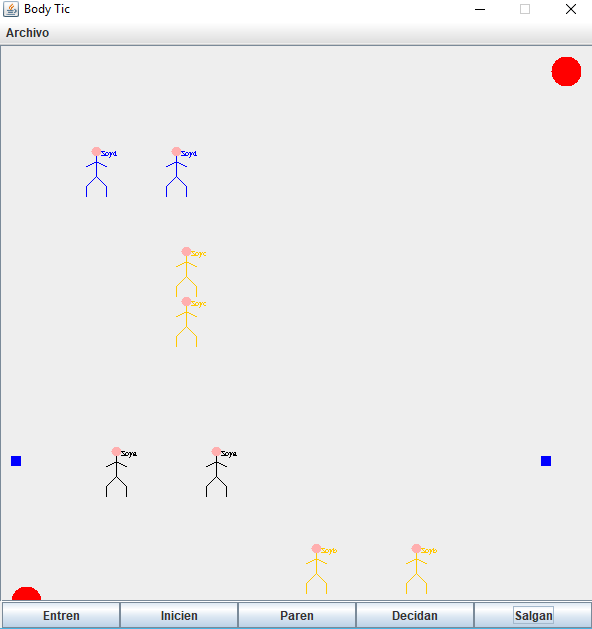 Body Tic
Archivo
Soyd Soyd
Soyc
Soyc
Soya Soya
Soyb Soyb
Entren Inicien Paren Decidan Salgan